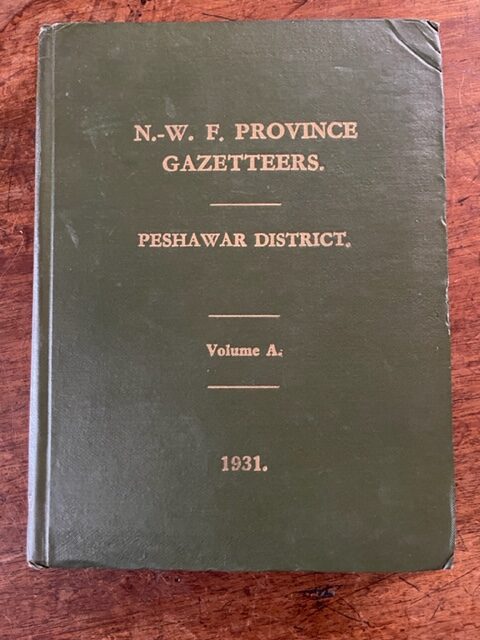 N.-W. F. PROVINCE
GAZETTEERS.
PESHAWAR DISTRICT.
Volume A.
1931.